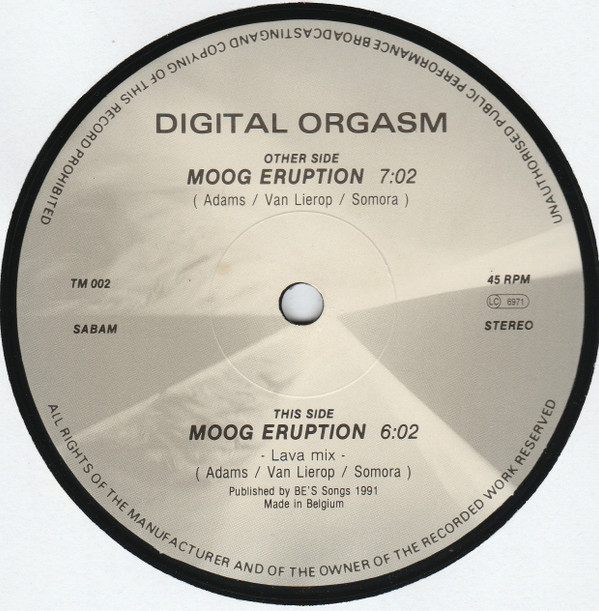 UNAUTHORISED PUBLIC PERFORMANCE BROADCASTINGAND COPYING OF THIS RECORD PROHIBITED
DIGITAL ORGASM
OTHER SIDE
MOOG ERUPTION 7:02
( Adams / Van Lierop / Somora )
TM 002
45 RPM
LC 6971
SABAM
STEREO
THIS SIDE
MOOG ERUPTION 6:02
- Lava mix -
( Adams / Van Lierop / Somora )
Published by BE'S Songs 1991
Made in Belgium
ALL RIGHTS OF THE MANUFACTURER AND OF THE OWNER OF THE RECORDED WORK RESERVED